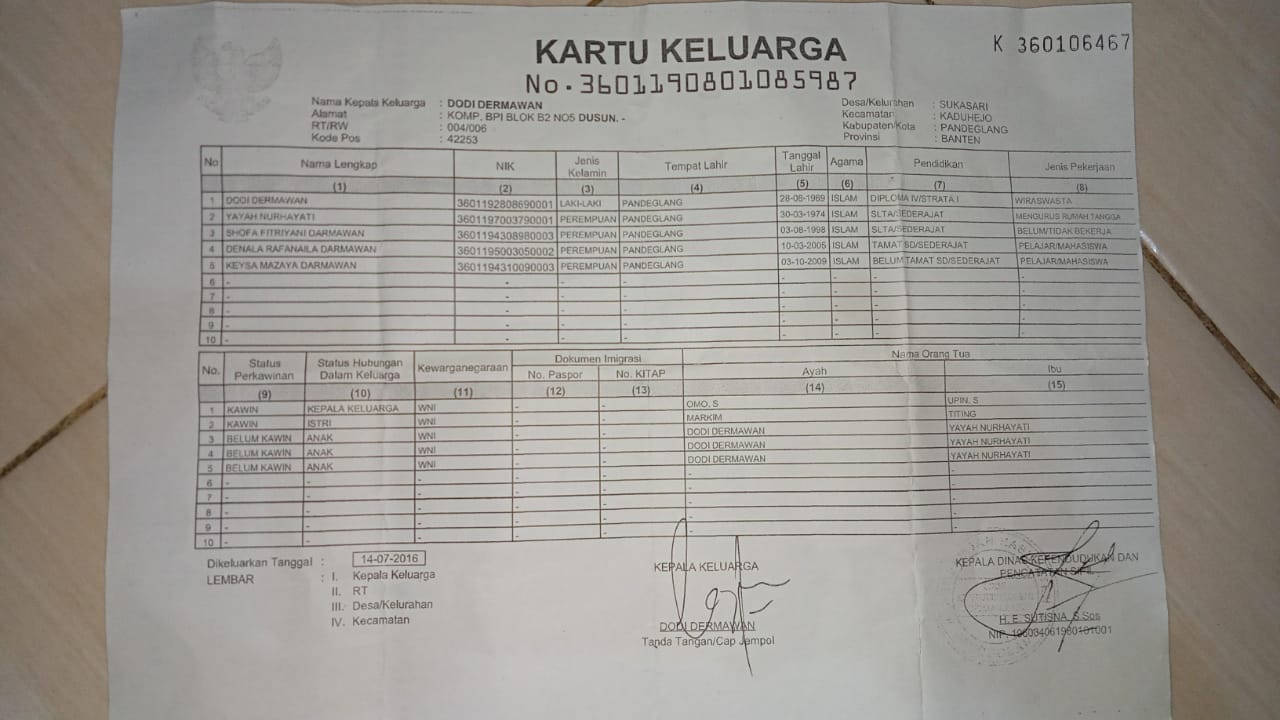 KARTU KELUARGA
K 360106467
No. 3601190801085987
Nama Kepala Keluarga : DODI DERMAWAN
Alamat : KOMP. BPI BLOK B2 NO5 DUSUN. -
RT/RW : 004/006
Kode Pos : 42253
Desa/Kelurahan : SUKASARI
Kecamatan : KADUHEJO
Kabupaten/Kota : PANDEGLANG
Provinsi : BANTEN
No Nama Lengkap NIK Jenis Kelamin Tempat Lahir Tanggal Lahir Agama Pendidikan Jenis Pekerjaan
(1) (2) (3) (4) (5) (6) (7) (8)
1 DODI DERMAWAN 3601192808690001 LAKI-LAKI PANDEGLANG 28-08-1969 ISLAM DIPLOMA IV/STRATA I WIRASWASTA
2 YAYAH NURHAYATI 3601197003790001 PEREMPUAN PANDEGLANG 30-03-1974 ISLAM SLTA/SEDERAJAT MENGURUS RUMAH TANGGA
3 SHOFA FITRIYANI DARMAWAN 3601194308980003 PEREMPUAN PANDEGLANG 03-08-1998 ISLAM SLTA/SEDERAJAT BELUM/TIDAK BEKERJA
4 DENALA RAFANAILA DARMAWAN 3601195003050002 PEREMPUAN PANDEGLANG 10-03-2005 ISLAM TAMAT SD/SEDERAJAT PELAJAR/MAHASISWA
5 KEYSA MAZAYA DARMAWAN 3601194310090003 PEREMPUAN PANDEGLANG 03-10-2009 ISLAM BELUM TAMAT SD/SEDERAJAT PELAJAR/MAHASISWA
6 - - - - - - - -
7 - - - - - - - -
8 - - - - - - - -
9 - - - - - - - -
10 - - - - - - - -
No. Status Perkawinan Status Hubungan Dalam Keluarga Kewarganegaraan Dokumen Imigrasi Nama Orang Tua
No. Paspor No. KITAP Ayah Ibu
(9) (10) (11) (12) (13) (14) (15)
1 KAWIN KEPALA KELUARGA WNI - - OMO. S UPIN. S
2 KAWIN ISTRI WNI - - MARKIM TITING
3 BELUM KAWIN ANAK WNI - - DODI DERMAWAN YAYAH NURHAYATI
4 BELUM KAWIN ANAK WNI - - DODI DERMAWAN YAYAH NURHAYATI
5 BELUM KAWIN ANAK WNI - - DODI DERMAWAN YAYAH NURHAYATI
6 - - - - - - -
7 - - - - - - -
8 - - - - - - -
9 - - - - - - -
10 - - - - - - -
Dikeluarkan Tanggal : 14-07-2016
LEMBAR : I. Kepala Keluarga
II. RT
III. Desa/Kelurahan
IV. Kecamatan
KEPALA KELUARGA
DODI DERMAWAN
Tanda Tangan/Cap Jempol
KEPALA DINAS KEPENDUDUKAN DAN
PENCATATAN SIPIL
H. E. SUTISNA, S.Sos
NIP.